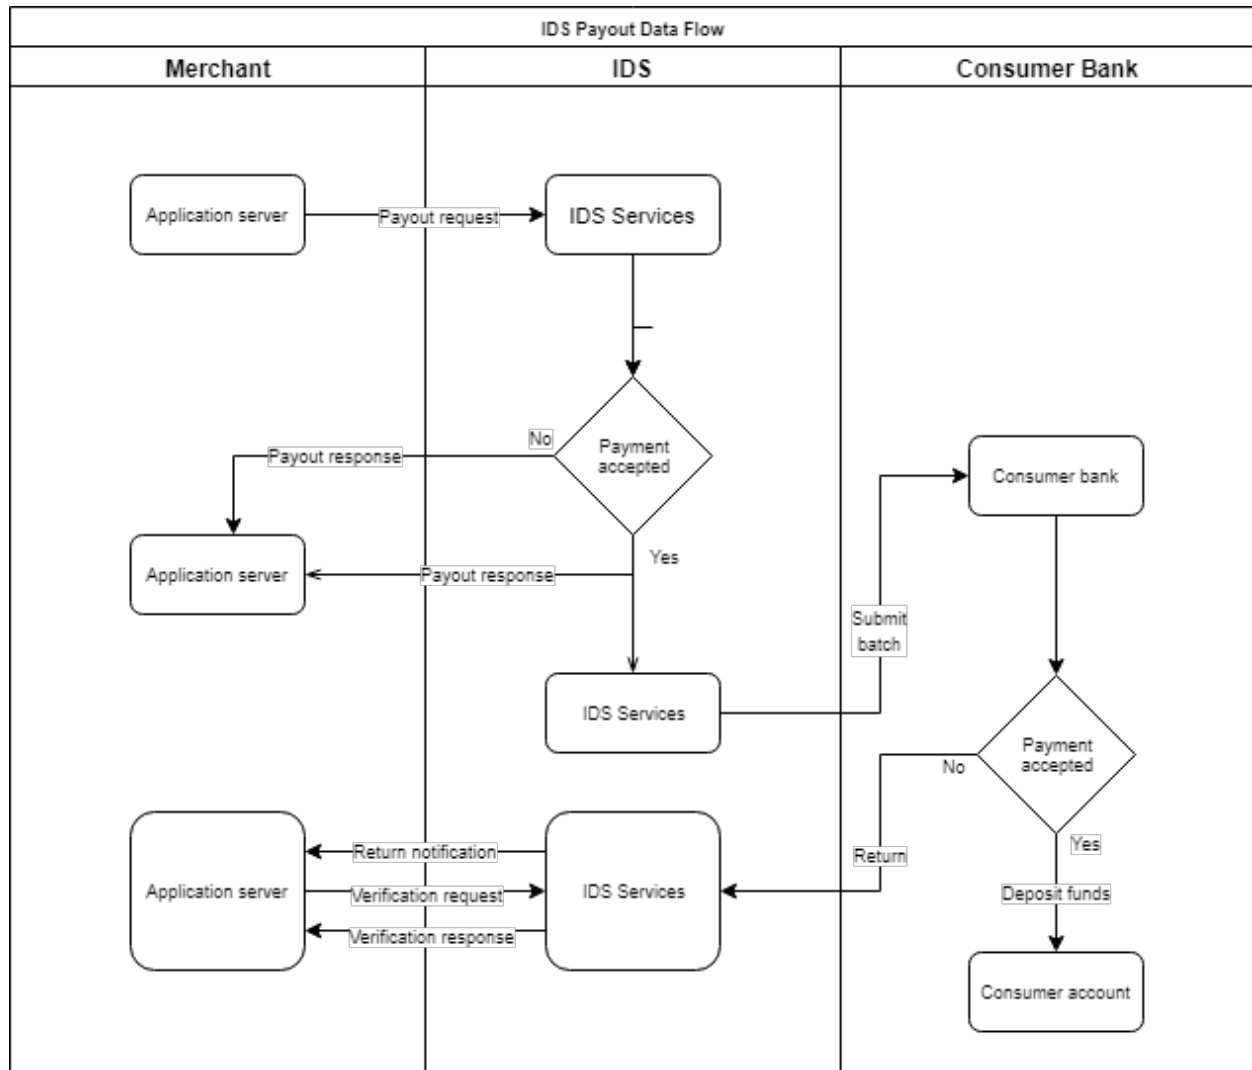 IDS Payout Data Flow
Merchant
IDS
Consumer Bank
Application server
Payout request
IDS Services
No
Payment
accepted
Payout response
Consumer bank
Application server
Payout response
Yes
Submit
batch
IDS Services
No
Payment
accepted
Yes
Return
Return notification
Application server
Verification request
IDS Services
Verification response
Deposit funds
Consumer account